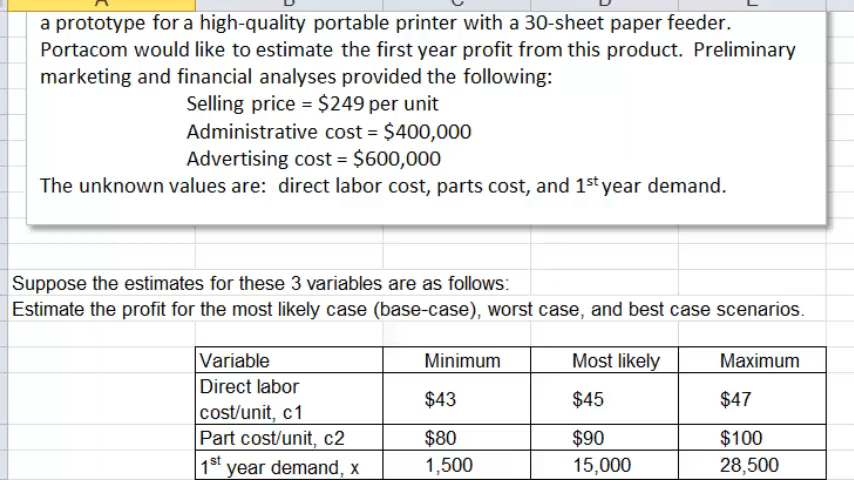 a prototype for a high-quality portable printer with a 30-sheet paper feeder.
Portacom would like to estimate the first year profit from this product. Preliminary
marketing and financial analyses provided the following:
Selling price = $249 per unit
Administrative cost = $400,000
Advertising cost = $600,000
The unknown values are: direct labor cost, parts cost, and 1st year demand.
Suppose the estimates for these 3 variables are as follows:
Estimate the profit for the most likely case (base-case), worst case, and best case scenarios.
Variable Minimum Most likely Maximum
Direct labor
cost/unit, c1 $43 $45 $47
Part cost/unit, c2 $80 $90 $100
1st year demand, x 1,500 15,000 28,500